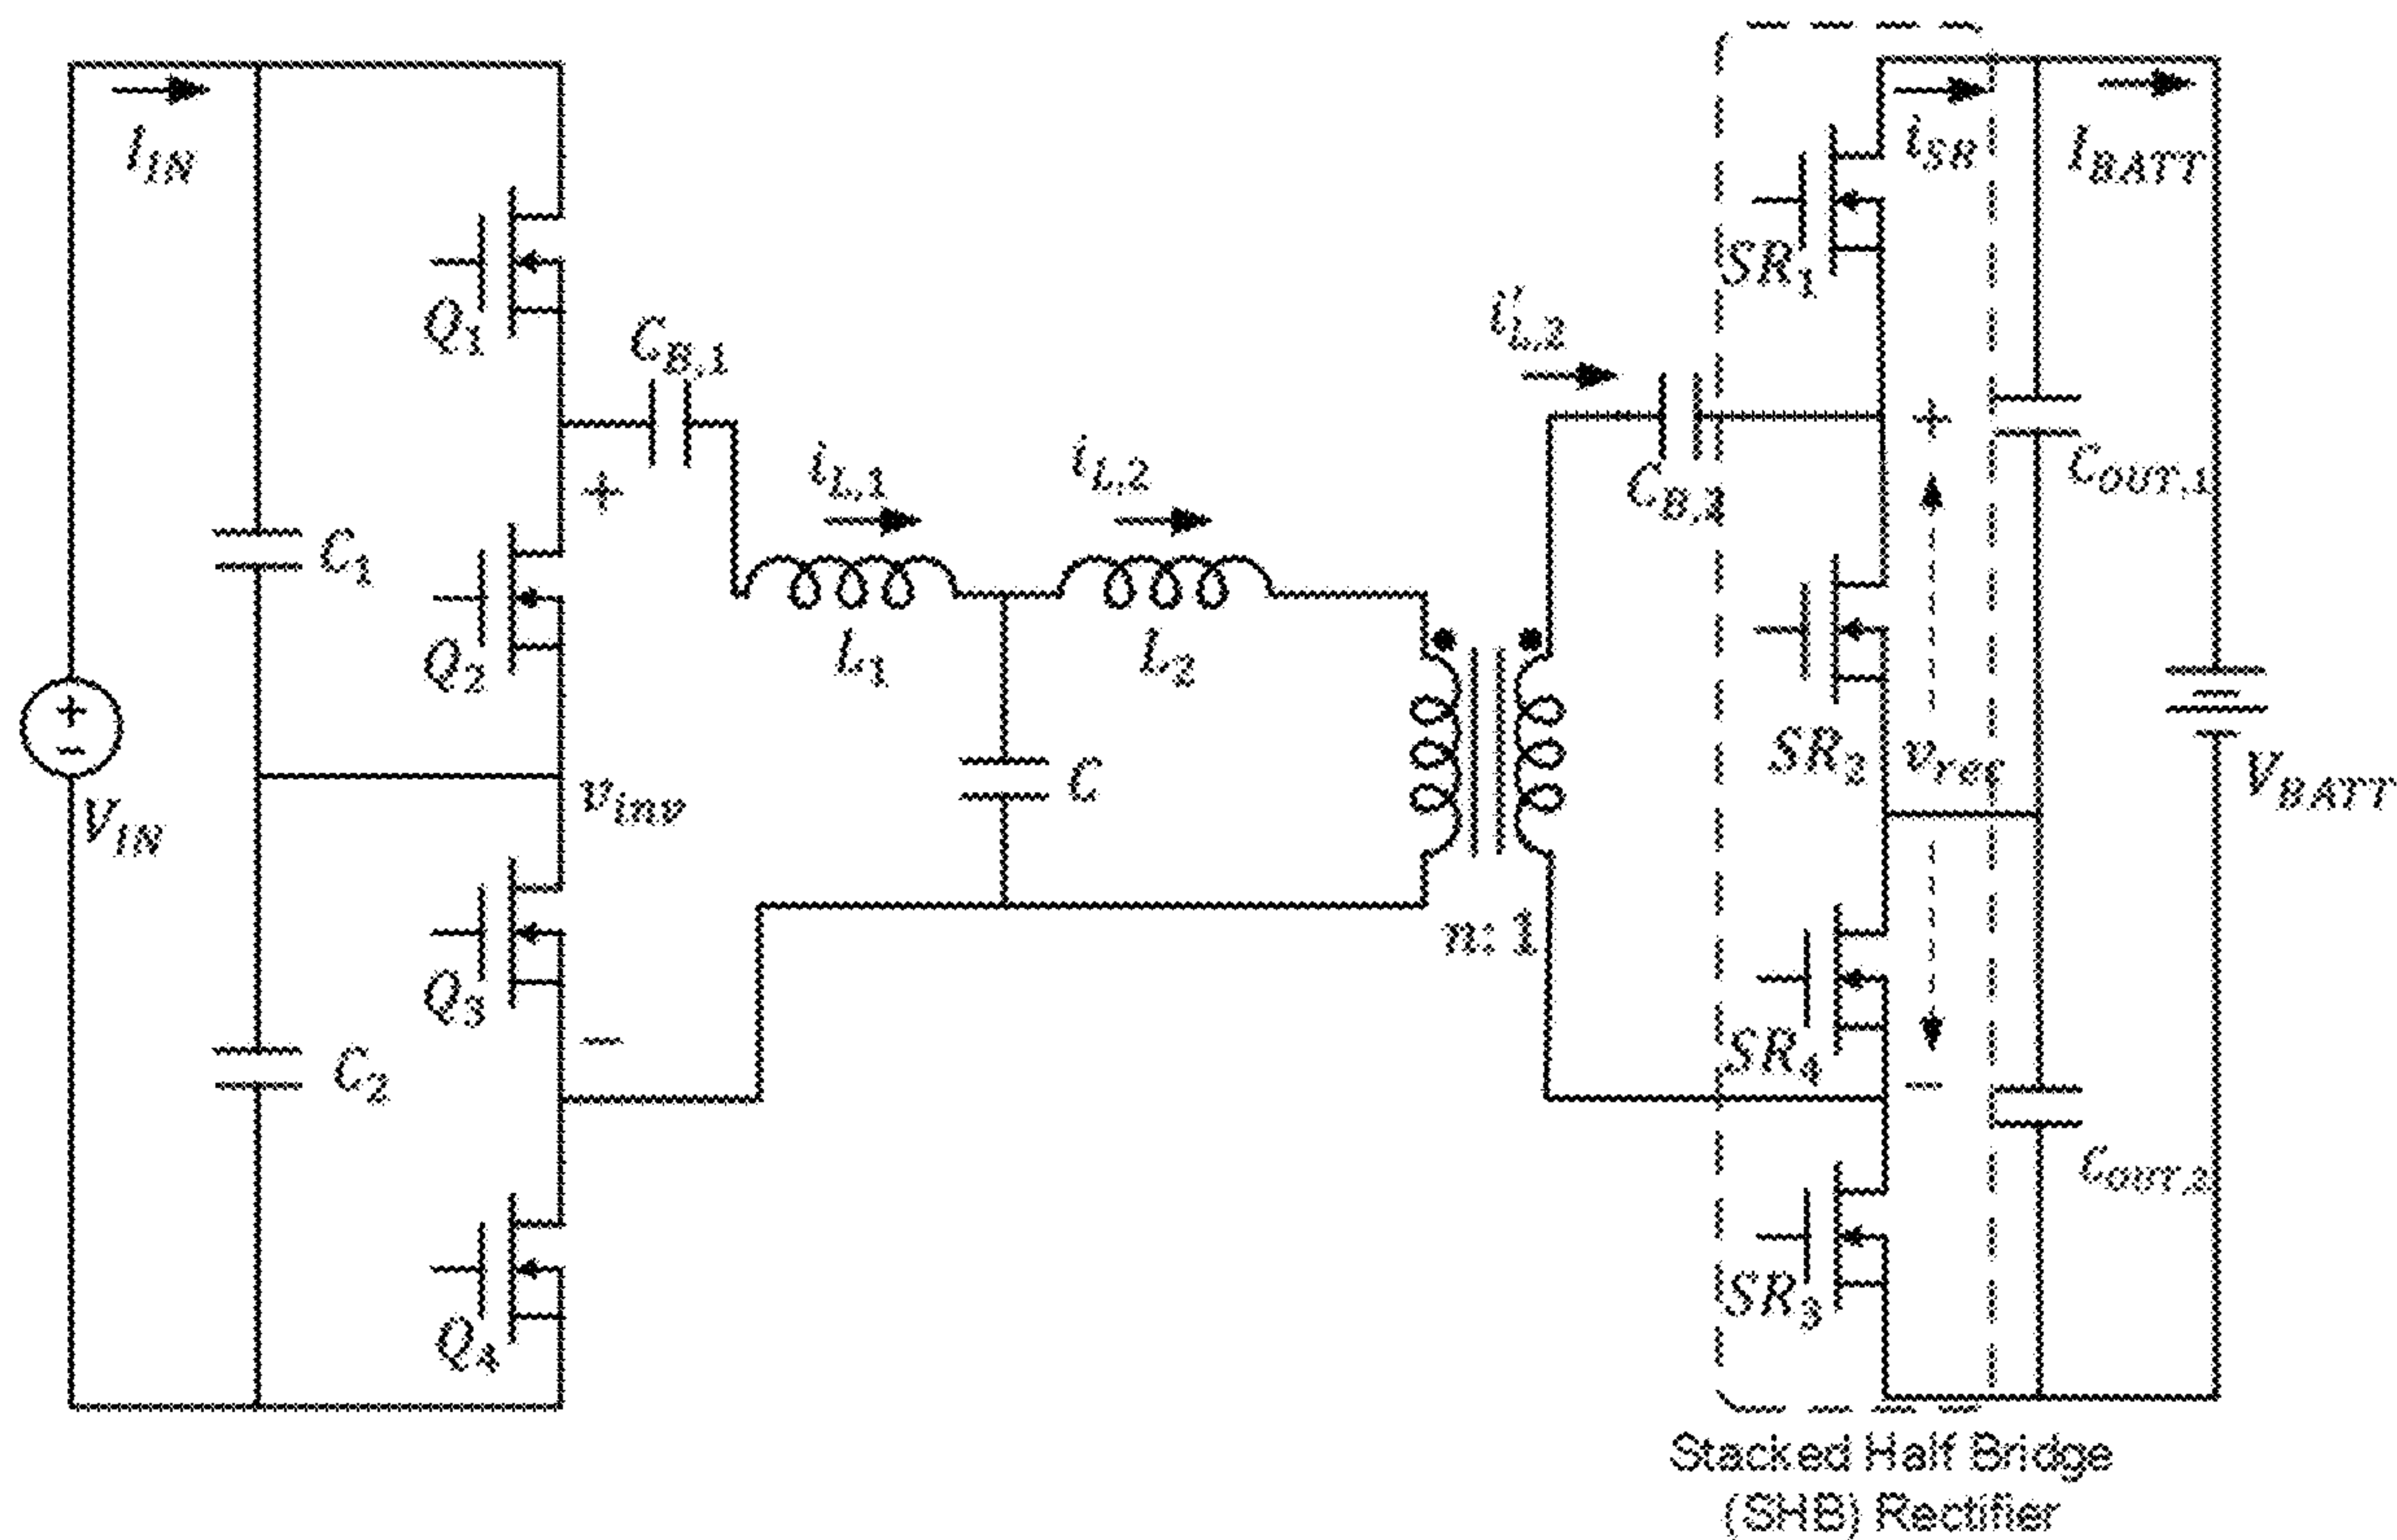 I_IN
i_SR
I_BATT
SR_1
Q_1
C_B,1
i'_L,2
+
C_OUT,1
i_L,1
i_L,2
C_B,2
+
C_1
Q_2
L_1
L_2
+
-
V_IN
v_inv
C
SR_2
v_rec
V_BATT
n: 1
Q_3
C_2
-
SR_4
-
C_OUT,2
Q_4
SR_3
Stacked Half Bridge
(SHB) Rectifier